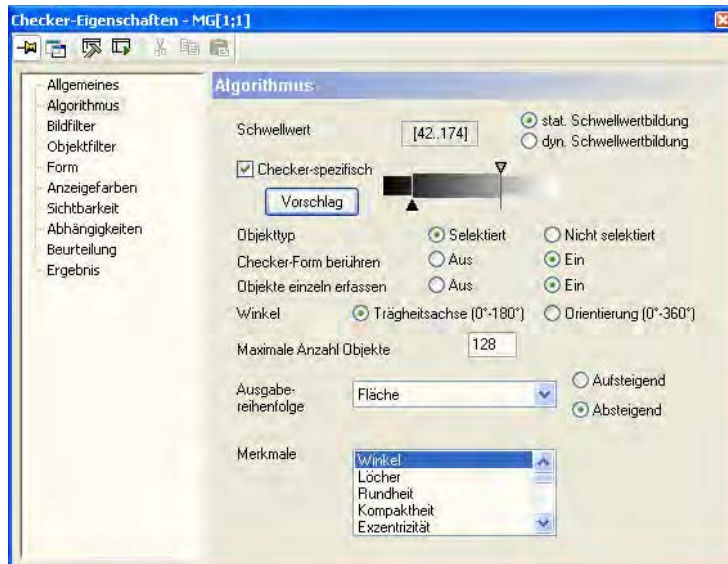 Checker-Eigenschaften - MG[1;1]
Allgemeines
Algorithmus
Bildfilter
Objektfilter
Form
Anzeigefarben
Sichtbarkeit
Abhängigkeiten
Beurteilung
Ergebnis
Algorithmus
Schwellwert [42..174] stat. Schwellwertbildung
dyn. Schwellwertbildung
Checker-spezifisch
Vorschlag
Objekttyp Selektiert Nicht selektiert
Checker-Form berühren Aus Ein
Objekte einzeln erfassen Aus Ein
Winkel Trägheitsachse (0°-180°) Orientierung (0°-360°)
Maximale Anzahl Objekte 128
Ausgabe-
reihenfolge Fläche Aufsteigend
Absteigend
Merkmale Winkel
Löcher
Rundheit
Kompaktheit
Exzentrizität